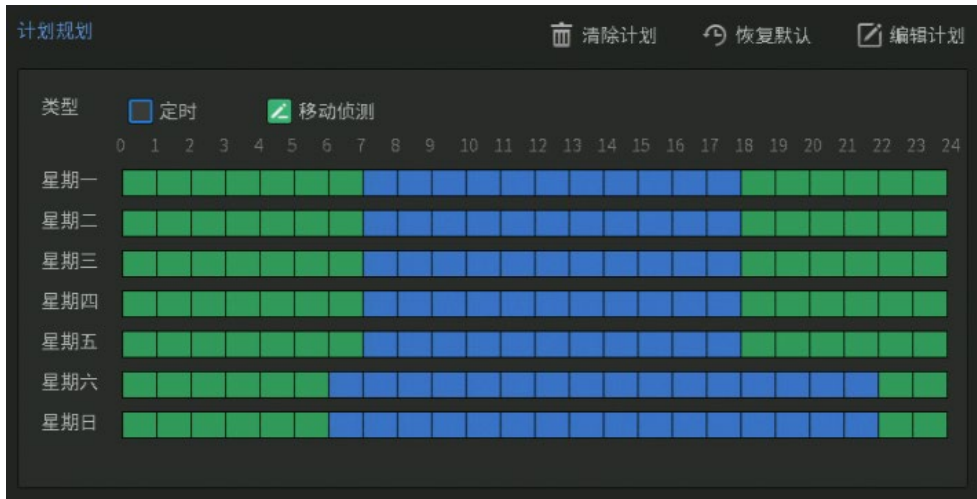 计划规划 清除计划 恢复默认 编辑计划
类型 定时 移动侦测
0 1 2 3 4 5 6 7 8 9 10 11 12 13 14 15 16 17 18 19 20 21 22 23 24
星期一
星期二
星期三
星期四
星期五
星期六
星期日